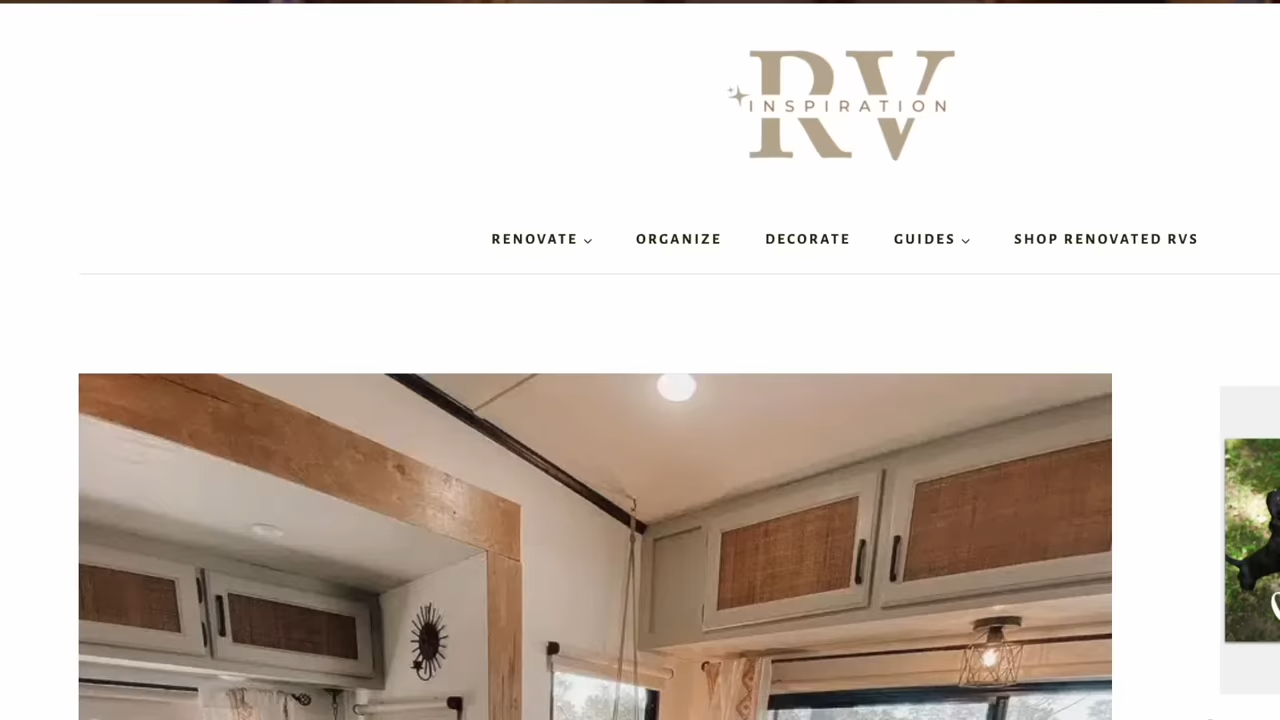 RV
INSPIRATION
RENOVATE ORGANIZE DECORATE GUIDES SHOP RENOVATED RVS